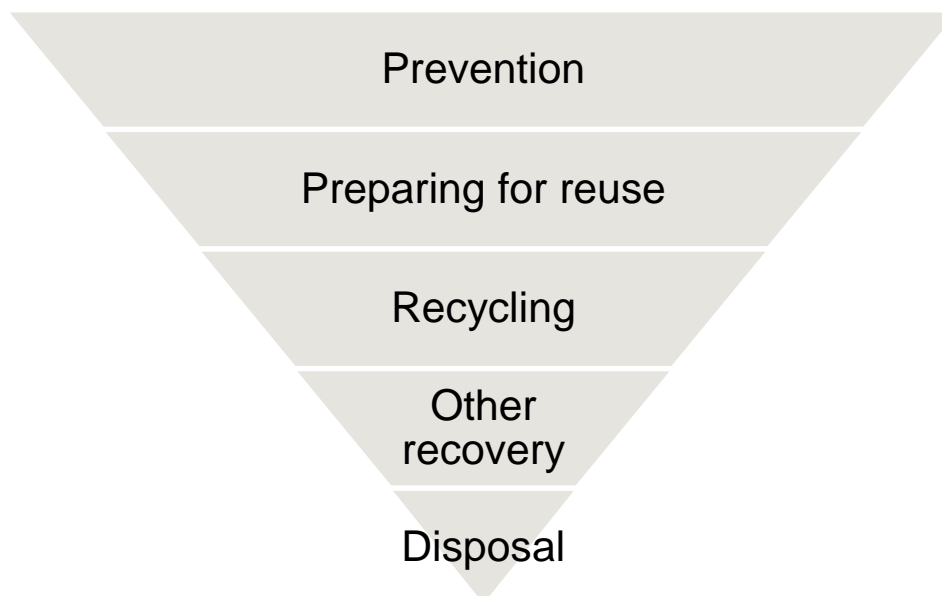 Prevention
Preparing for reuse
Recycling
Other
recovery
Disposal